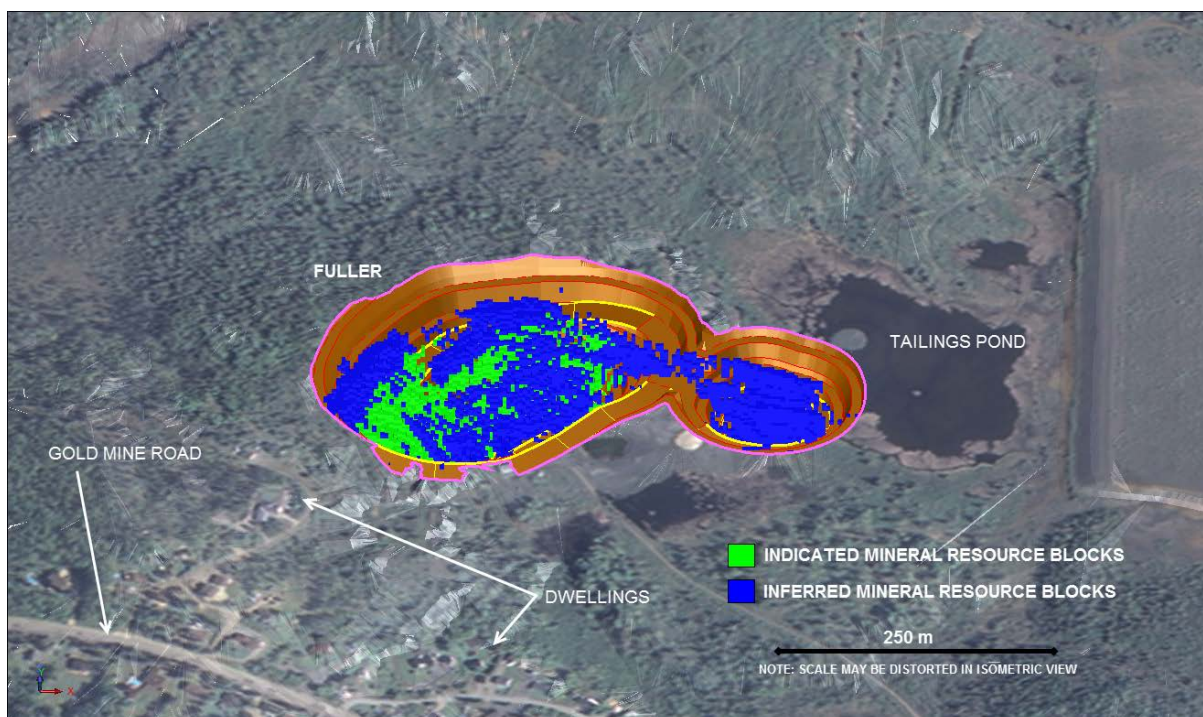 FULLER
TAILINGS POND
GOLD MINE ROAD
INDICATED MINERAL RESOURCE BLOCKS
INFERRED MINERAL RESOURCE BLOCKS
DWELLINGS
250 m
NOTE: SCALE MAY BE DISTORTED IN ISOMETRIC VIEW
X